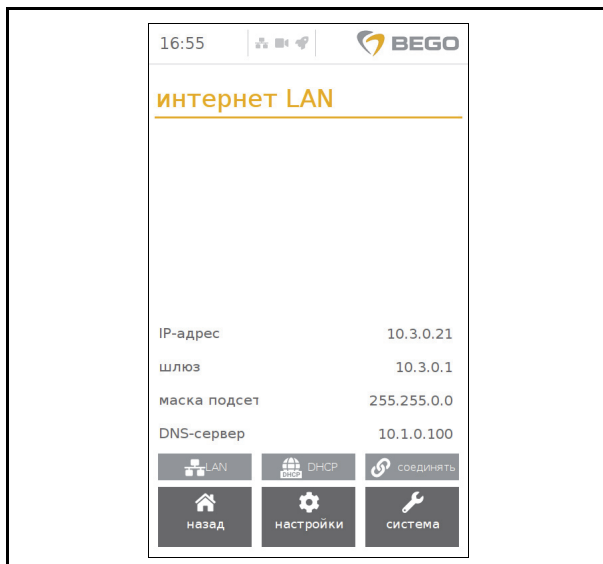 16:55 BEGO
интернет LAN
IP-адрес 10.3.0.21
шлюз 10.3.0.1
маска подсет 255.255.0.0
DNS-сервер 10.1.0.100
LAN DHCP DHCP соединять
назад настройки система